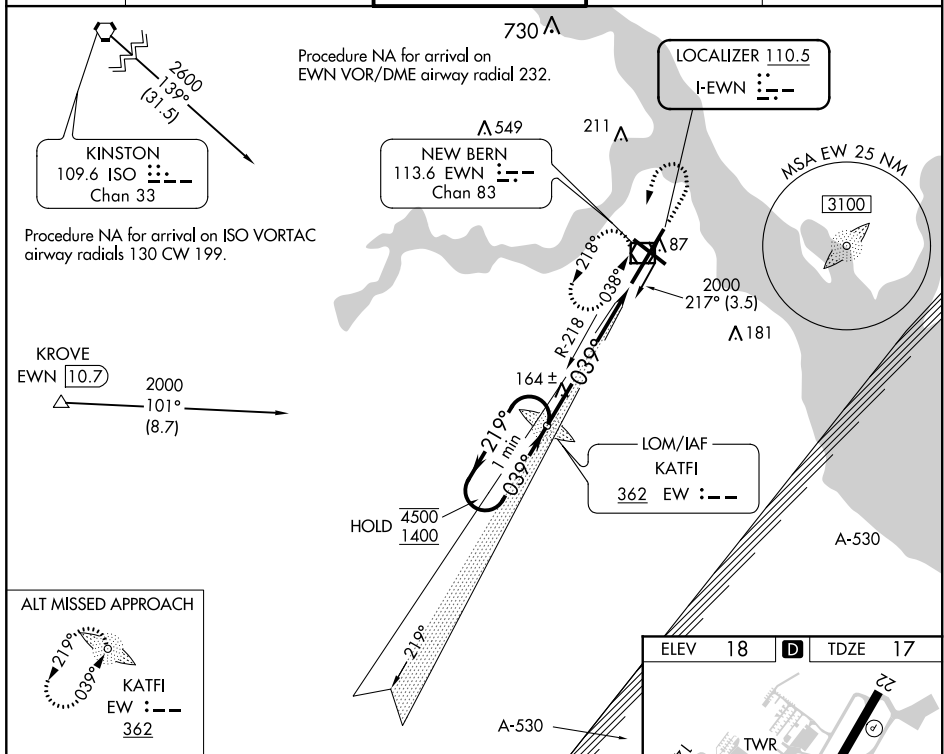 730
Procedure NA for arrival on
EWN VOR/DME airway radial 232.
LOCALIZER 110.5
I-EWN
2600
139°
(31.5)
KINSTON
109.6 ISO
Chan 33
549
211
NEW BERN
113.6 EWN
Chan 83
MSA EW 25 NM
3100
Procedure NA for arrival on ISO VORTAC
airway radials 130 CW 199.
87
218°
038°
2000
217° (3.5)
R-218
039°
181
KROVE
EWN 10.7
2000
101°
(8.7)
164 ±
219°
1 min
039°
LOM/IAF
KATFI
362 EW
HOLD 4500
1400
A-530
219°
ALT MISSED APPROACH
219°
039°
KATFI
EW
362
ELEV 18 D TDZE 17
22
P
TWR
A-530